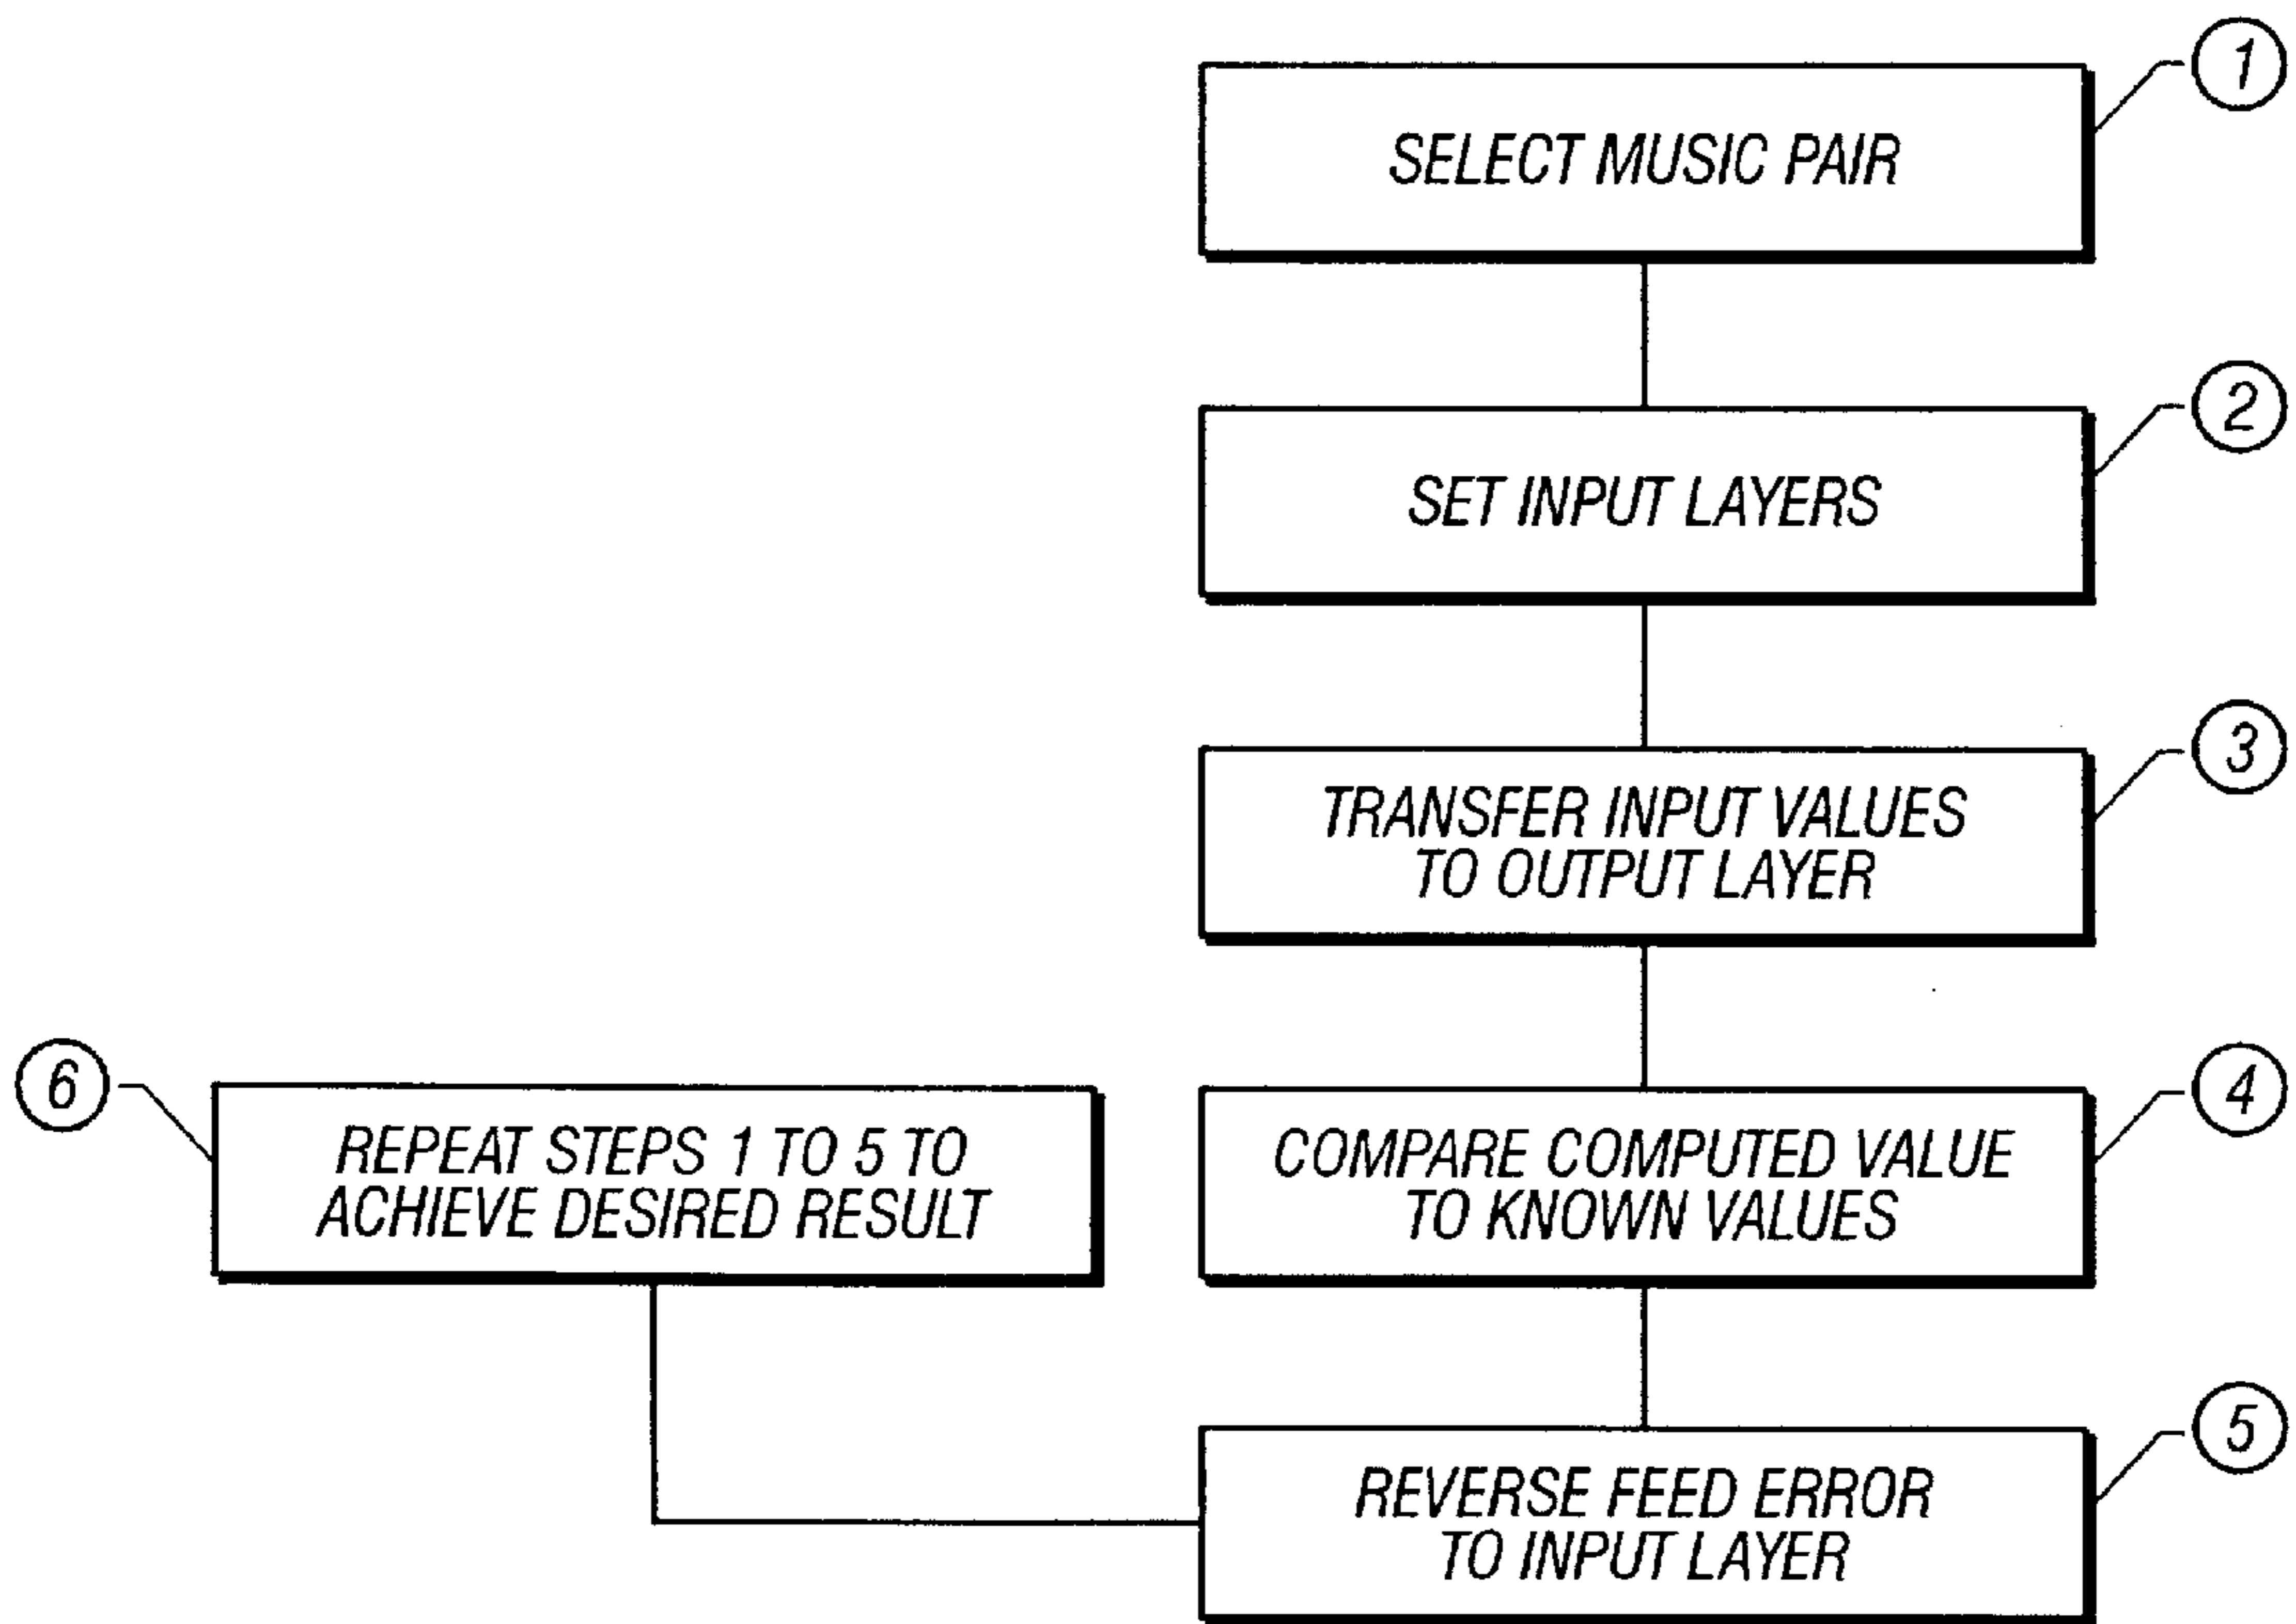 1
SELECT MUSIC PAIR
2
SET INPUT LAYERS
3
TRANSFER INPUT VALUES
TO OUTPUT LAYER
4
COMPARE COMPUTED VALUE
TO KNOWN VALUES
5
REVERSE FEED ERROR
TO INPUT LAYER
6
REPEAT STEPS 1 TO 5 TO
ACHIEVE DESIRED RESULT